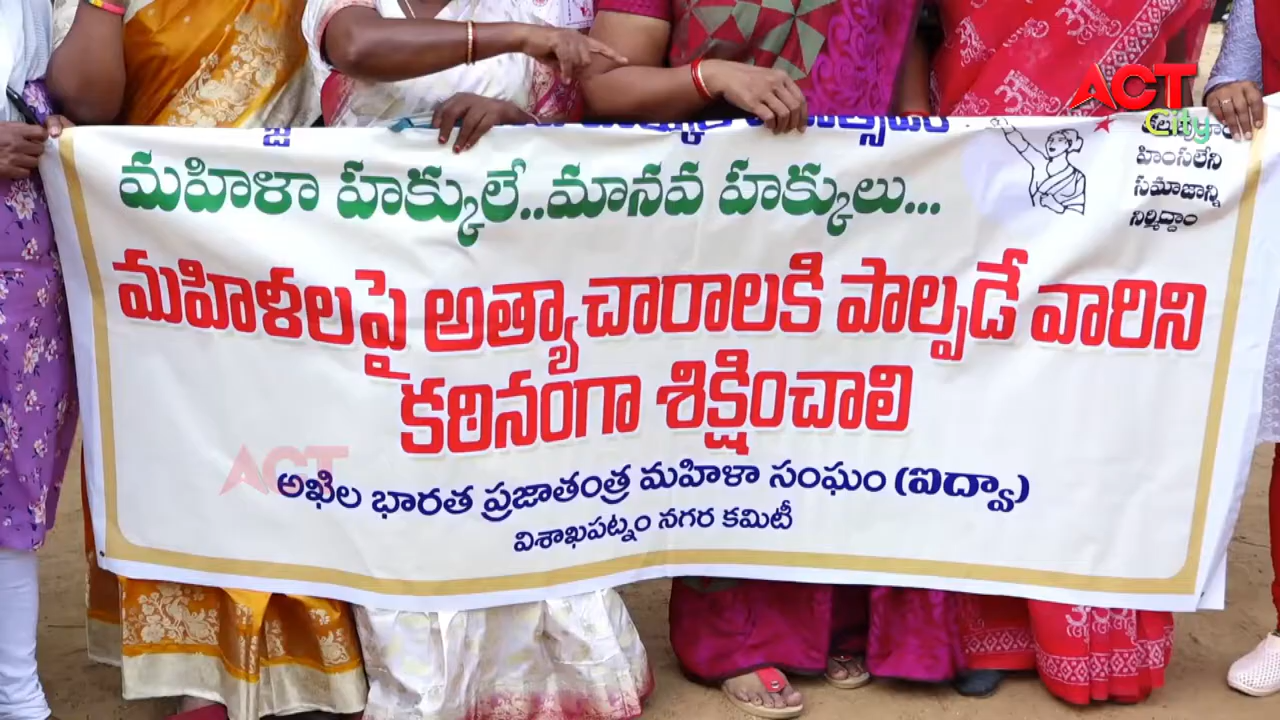 ACT
City
మహిళా హక్కులే..మానవ హక్కులు...
హింసలేని
సమాజాన్ని
నిర్మిద్దాం
మహిళలపై అత్యాచారాలకి పాల్పడే వారిని
కఠినంగా శిక్షించాలి
ACT
అఖిల భారత ప్రజాతంత్ర మహిళా సంఘం (ఐద్వా)
విశాఖపట్నం నగర కమిటీ